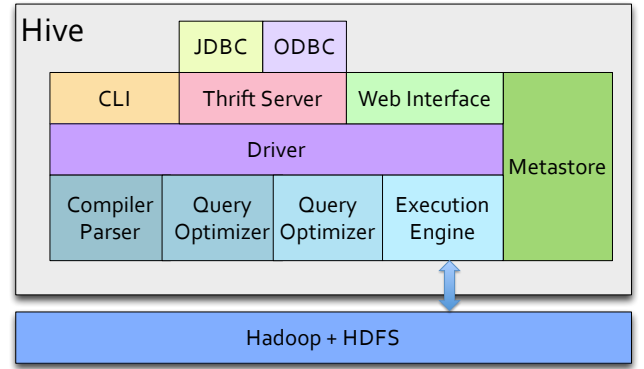 Hive
JDBC
ODBC
CLI
Thrift Server
Web Interface
Driver
Metastore
Compiler
Parser
Query
Optimizer
Query
Optimizer
Execution
Engine
Hadoop + HDFS